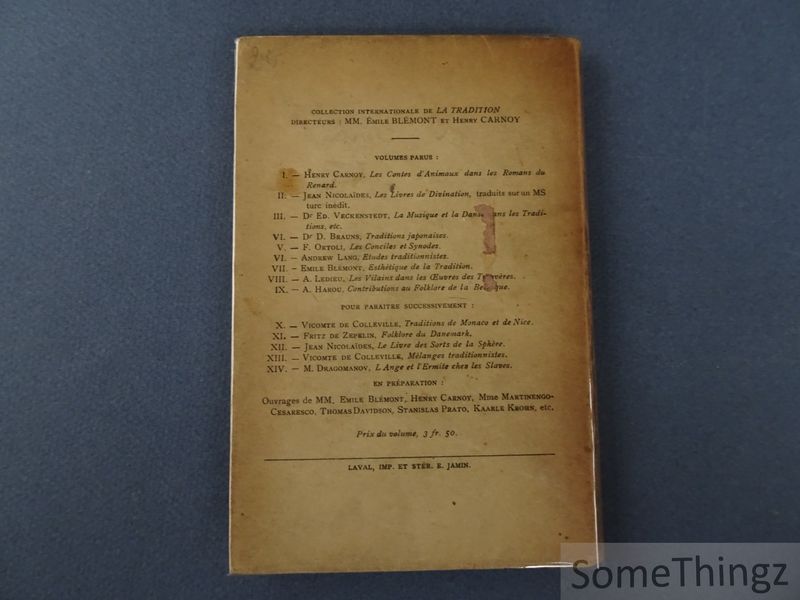 COLLECTION INTERNATIONALE DE LA TRADITION
DIRECTEURS : MM. ÉMILE BLÉMONT ET HENRY CARNOY
VOLUMES PARUS :
I. — HENRY CARNOY, Les Contes d'Animaux dans les Romans du
Renard.
II. — JEAN NICOLAÏDES, Les Livres de Divination, traduits sur un MS
turc inédit.
III. — Dr ED. VECKENSTEDT, La Musique et la Danse dans les Tradi-
tions, etc.
VI. — Dr D. BRAUNS, Traditions japonaises.
V. — F. ORTOLI, Les Conciles et Synodes.
VI. — ANDREW LANG, Etudes traditionnistes.
VII. — EMILE BLÉMONT, Esthétique de la Tradition.
VIII. — A. LEDIEU, Les Vilains dans les Œuvres des Trouvères.
IX. — A. HAROU, Contributions au Folklore de la Belgique.
POUR PARAITRE SUCCESSIVEMENT :
X. — VICOMTE DE COLLEVILLE, Traditions de Monaco et de Nice.
XI. — FRITZ DE ZEPELIN, Folklore du Danemark.
XII. — JEAN NICOLAÏDES, Le Livre des Sorts de la Sphère.
XIII. — VICOMTE DE COLLEVILLE, Mélanges traditionnistes.
XIV. — M. DRAGOMANOV, L'Ange et l'Ermite chez les Slaves.
EN PRÉPARATION :
Ouvrages de MM. EMILE BLÉMONT, HENRY CARNOY, Mme MARTINENGO-
CESARESCO, THOMAS DAVIDSON, STANISLAS PRATO, KAARLE KROHN, etc.
Prix du volume, 3 fr. 50.
LAVAL, IMP. ET STÉR. E. JAMIN.
SomeThingz